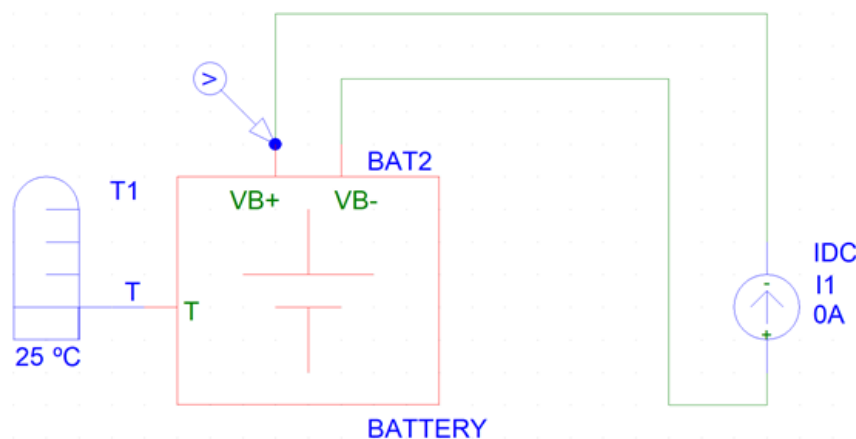 V
BAT2
VB+ VB-
T1
T
T
25 ºC
BATTERY
IDC
I1
0A
-
+